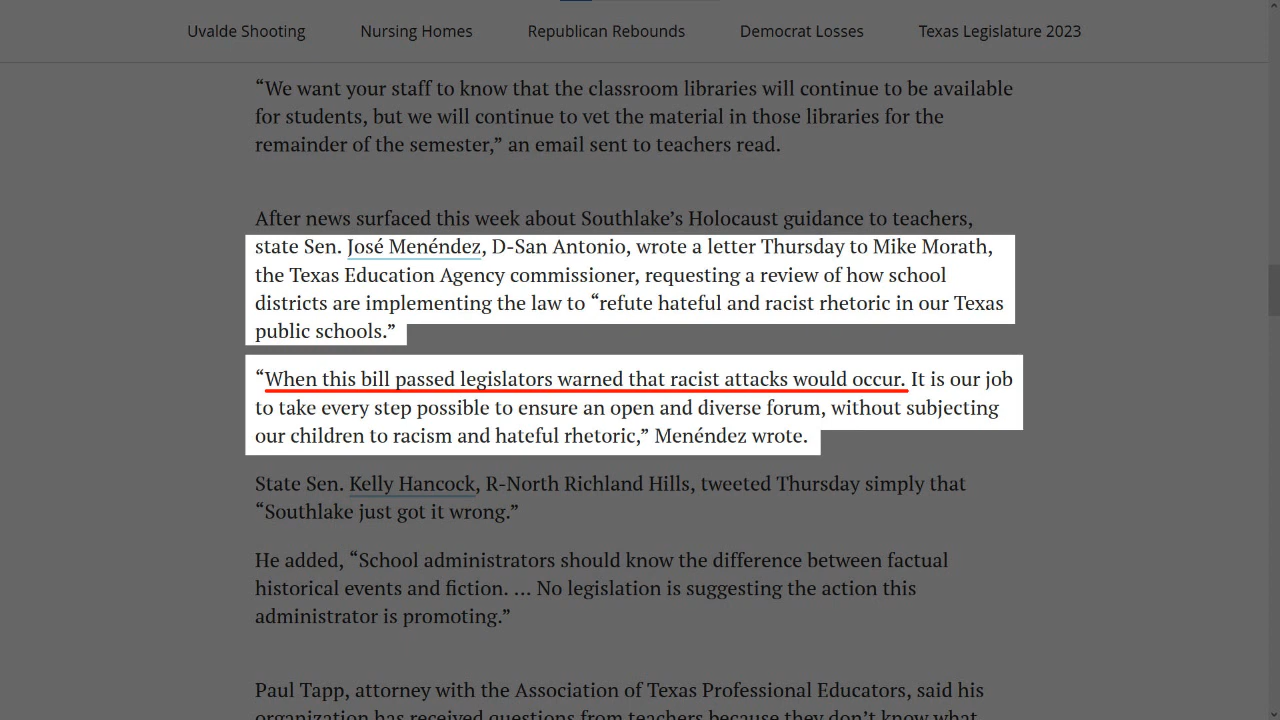 Uvalde Shooting Nursing Homes Republican Rebounds Democrat Losses Texas Legislature 2023
“We want your staff to know that the classroom libraries will continue to be available
for students, but we will continue to vet the material in those libraries for the
remainder of the semester,” an email sent to teachers read.
After news surfaced this week about Southlake’s Holocaust guidance to teachers,
state Sen. José Menéndez, D-San Antonio, wrote a letter Thursday to Mike Morath,
the Texas Education Agency commissioner, requesting a review of how school
districts are implementing the law to “refute hateful and racist rhetoric in our Texas
public schools.”
“When this bill passed legislators warned that racist attacks would occur. It is our job
to take every step possible to ensure an open and diverse forum, without subjecting
our children to racism and hateful rhetoric,” Menéndez wrote.
State Sen. Kelly Hancock, R-North Richland Hills, tweeted Thursday simply that
“Southlake just got it wrong.”
He added, “School administrators should know the difference between factual
historical events and fiction. … No legislation is suggesting the action this
administrator is promoting.”
Paul Tapp, attorney with the Association of Texas Professional Educators, said his
organization has received questions from teachers because they don’t know what